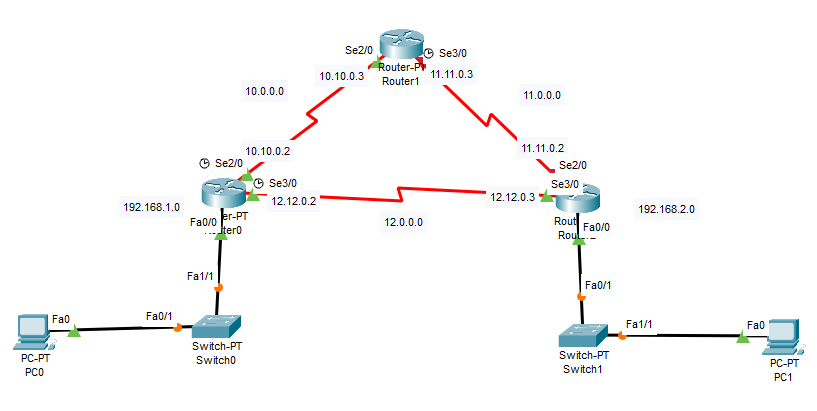 Se2/0
Se3/0
Router-PT
Router1
10.10.0.3
11.11.0.3
10.0.0.0
11.0.0.0
10.10.0.2
11.11.0.2
Se2/0
Se3/0
Se2/0
Se3/0
12.12.0.2
12.12.0.3
192.168.1.0
192.168.2.0
12.0.0.0
Fa0/0
Fa0/0
Fa1/1
Fa0/1
Fa0
Fa0/1
Fa1/1
Fa0
PC-PT
PC0
Switch-PT
Switch0
Switch-PT
Switch1
PC-PT
PC1